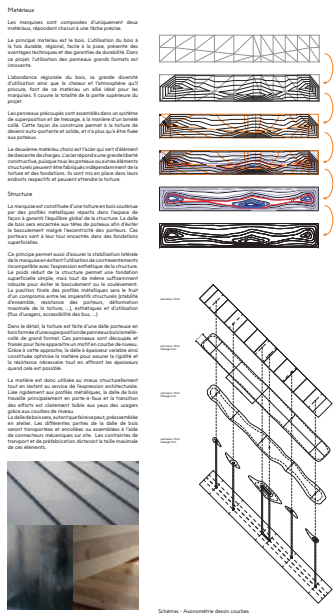 Matériaux
Les marquises sont composées d'uniquement deux
matériaux, répondant chacun à une tâche précise.
Le principal matériau est le bois. L'utilisation du bois à
la fois durable, régional, facile à la pose, présente des
avantages techniques et des garanties de durabilité. Dans
ce projet, l'utilisation des panneaux grands formats est
innovante.
L'abondance régionale du bois, sa grande diversité
d'utilisation ainsi que la chaleur et l'atmosphère qu'il
procure, font de ce matériau un allié idéal pour les
marquises. Il couvre la totalité de la partie supérieure du
projet.
Les panneaux précoupés sont assemblés dans un système
de superposition et de tressage, à la manière d'un lamellé
collé. Cette façon de construire permet à la toiture de
devenir auto-portante et solide, et n'a plus qu'à être fixée
aux poteaux.
Le deuxième matériau choisi est l'acier qui sert d'élément
de descente de charges. L'acier répond à une grande liberté
constructive, puisque tous les poteaux ou autres éléments
structurels peuvent être fabriqués indépendamment de la
toiture et des fondations. Ils sont mis en place dans leurs
endroits respectifs et peuvent attendre la toiture.
Structure
La marquise est constituée d'une toiture en bois soutenue
par des profilés métalliques répartis dans l'espace de
façon à garantir l'équilibre global de la structure. La dalle
de bois sera encastrée aux têtes de poteaux afin d'éviter
le basculement malgré l'excentricité des porteurs. Ces
porteurs sont à leur tour encastrés dans des fondations
superficielles.
Ce principe permet aussi d'assurer la stabilisation latérale
de la marquise en évitant l'utilisation de contreventements
incompatible avec l'expression esthétique de la structure.
Le poids réduit de la structure permet une fondation
superficielle simple, mais tout de même suffisamment
robuste pour éviter le basculement ou le soulèvement.
La position finale des profilés métalliques sera le fruit
d'un compromis entre les impératifs structurels (stabilité
d'ensemble, résistance des porteurs, déformation
maximale de la toiture, ...), esthétiques et d'utilisation
(flux d'usagers, accessibilité des bus, ...).
Dans le détail, la toiture est faite d'une dalle porteuse en
bois formée d'une superposition de panneaux bois lamellé-
collé de grand format. Ces panneaux sont découpés et
fraisés pour faire apparaître un motif en courbe de niveau.
Grâce à cette approche, la dalle à épaisseur variable ainsi
constituée optimise la matière pour assurer la rigidité et
la résistance nécessaire tout en affinant les épaisseurs
quand cela est possible.
La matière est donc utilisée au mieux structurellement
tout en restant au service de l'expression architecturale.
Liée rigidement aux profilés métalliques, la dalle de bois
travaille principalement en porte-à-faux et la transition
des efforts est clairement lisible aux yeux des usagers
grâce aux courbes de niveau.
La dalle de bois sera, autant que faire se peut, préassemblée
en atelier. Les différentes parties de la dalle de bois
seront transportées et encollées ou assemblées à l'aide
de connecteurs mécaniques sur site. Les contraintes de
transport et de préfabrication dicteront la taille maximale
de ces éléments.
Schémas - Axonométrie dessin courbes